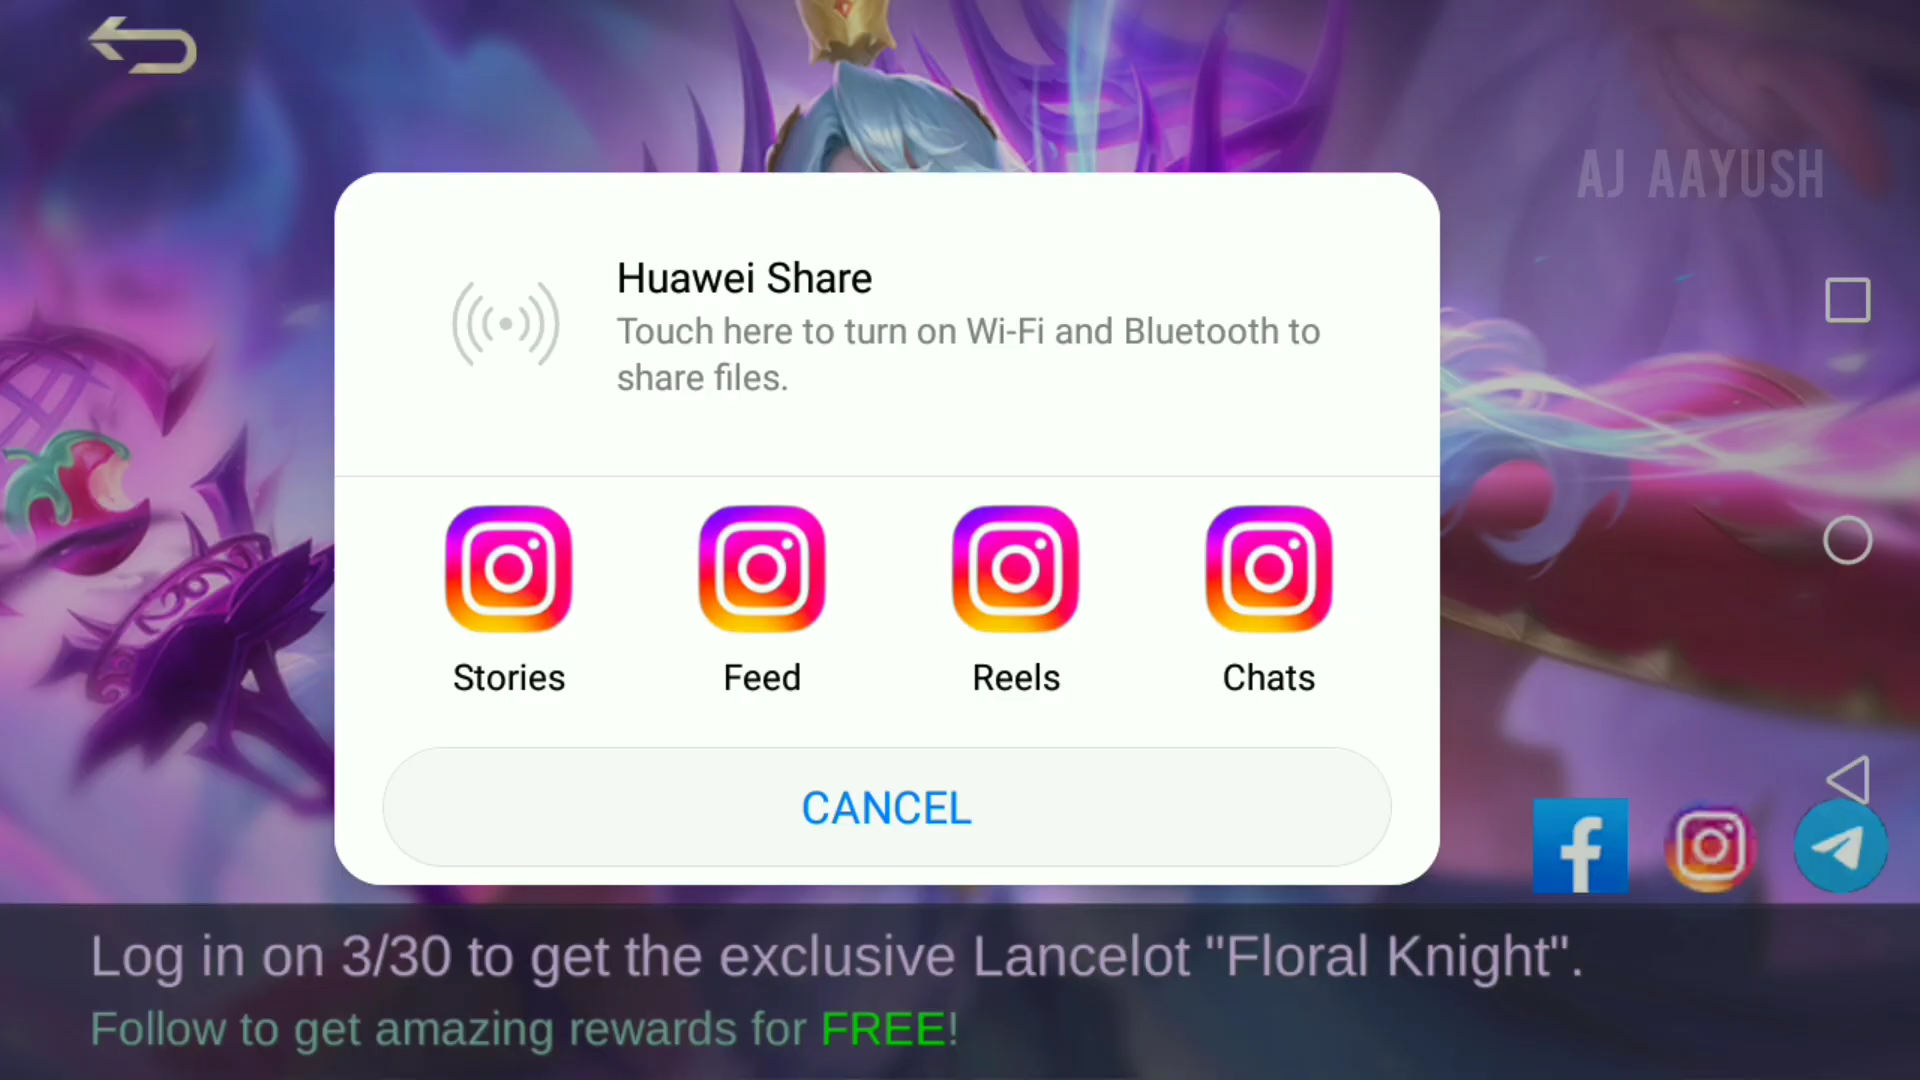 AJ AAYUSH
Huawei Share
Touch here to turn on Wi-Fi and Bluetooth to
share files.
Stories Feed Reels Chats
CANCEL
Log in on 3/30 to get the exclusive Lancelot "Floral Knight".
Follow to get amazing rewards for FREE!